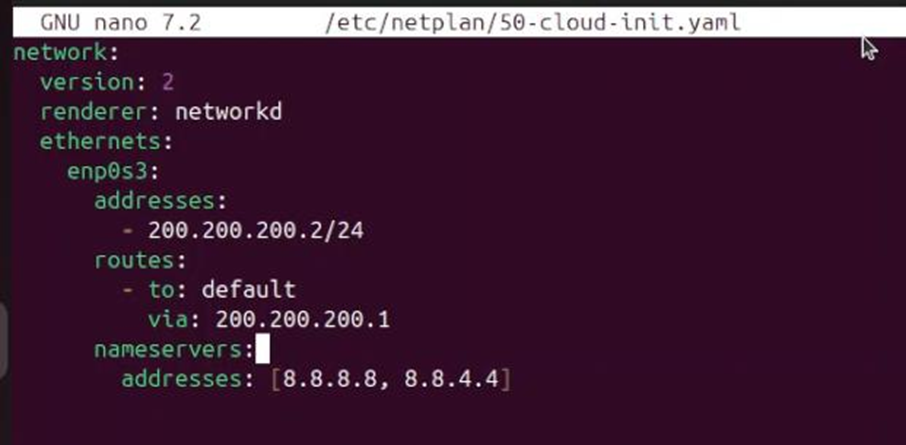 GNU nano 7.2 /etc/netplan/50-cloud-init.yaml
network:
  version: 2
  renderer: networkd
  ethernets:
    enp0s3:
      addresses:
        - 200.200.200.2/24
      routes:
        - to: default
          via: 200.200.200.1
      nameservers:
        addresses: [8.8.8.8, 8.8.4.4]